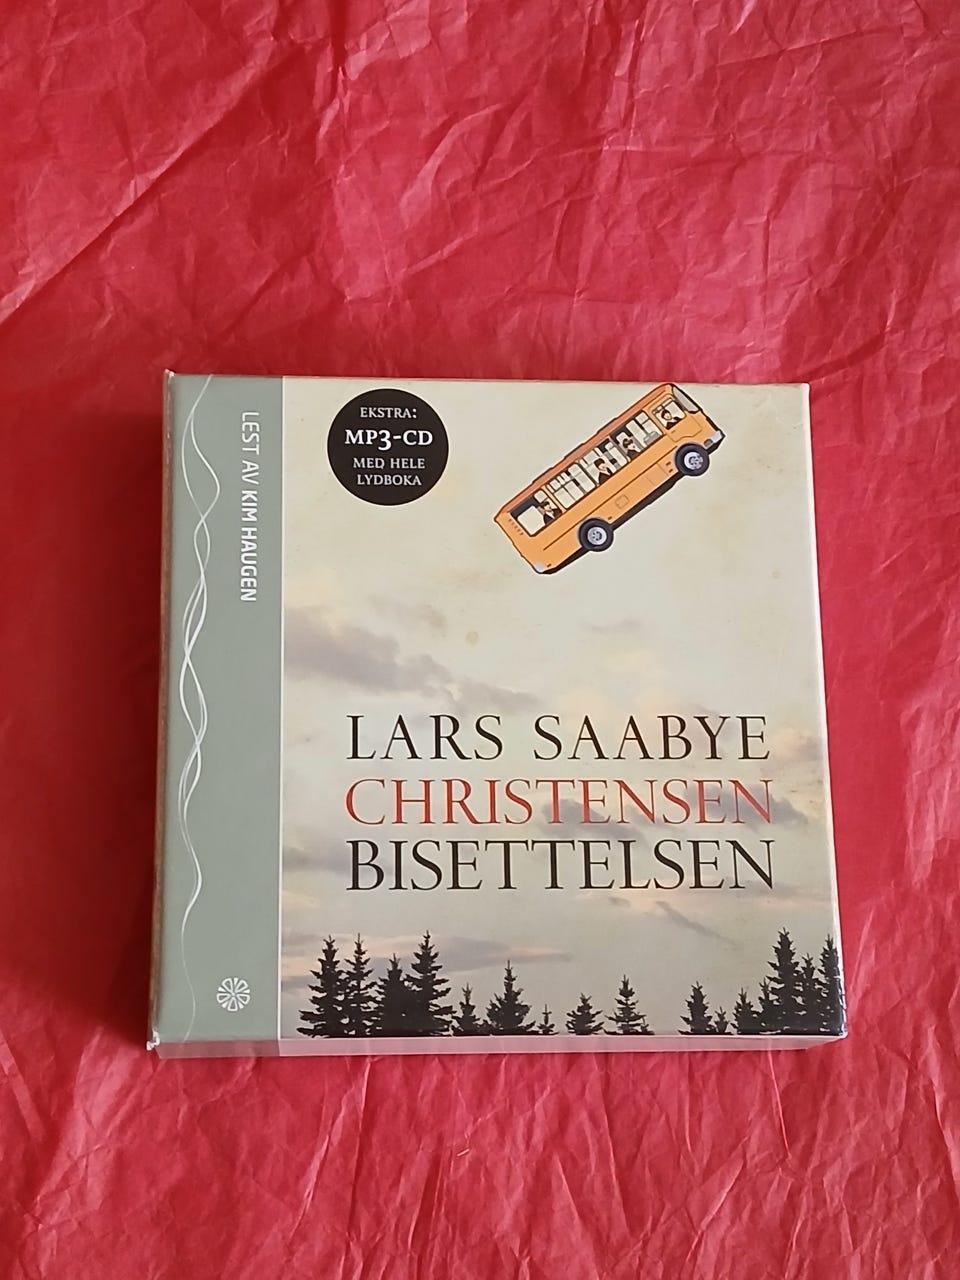 EKSTRA:
MP3-CD
MED HELE
LYDBOKA
LEST AV KIM HAUGEN
LARS SAABYE
CHRISTENSEN
BISETTELSEN